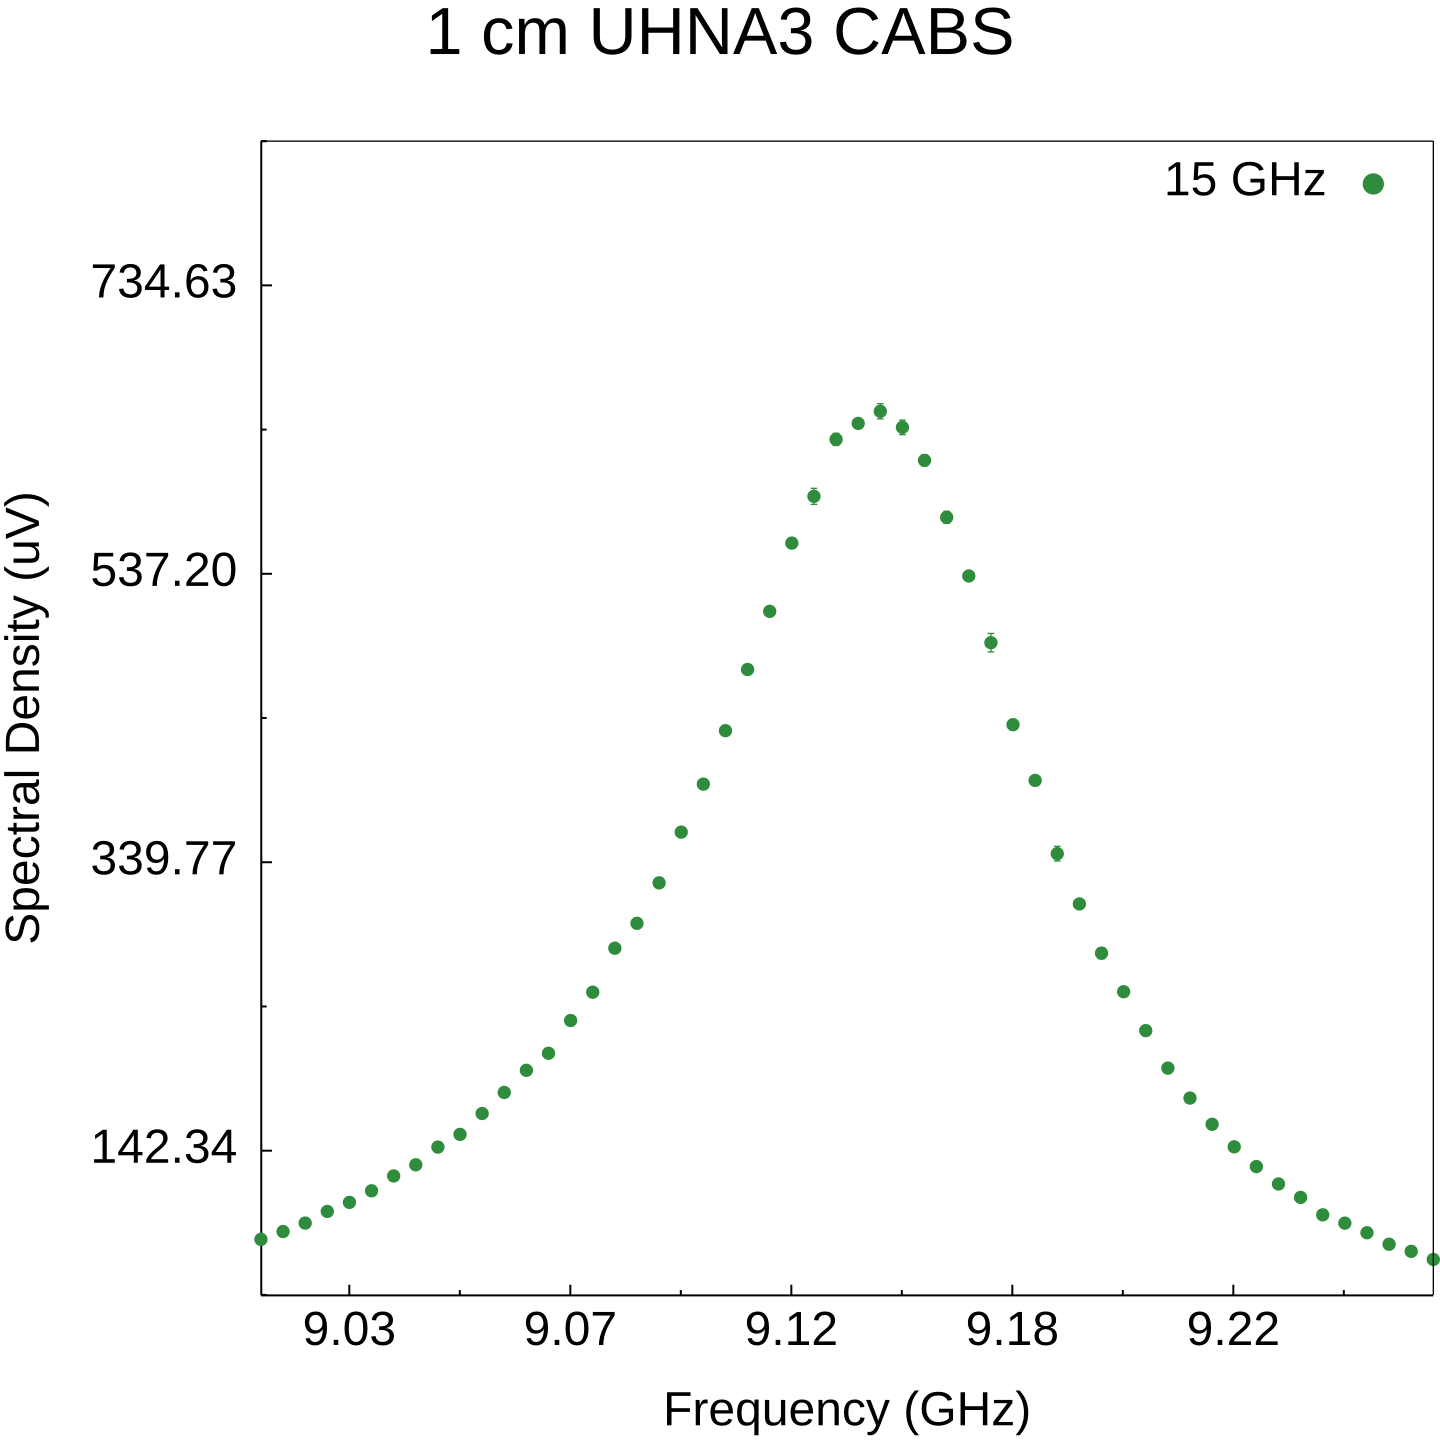 1 cm UHNA3 CABS
15 GHz
734.63
537.20
339.77
142.34
Spectral Density (uV)
9.03 9.07 9.12 9.18 9.22
Frequency (GHz)